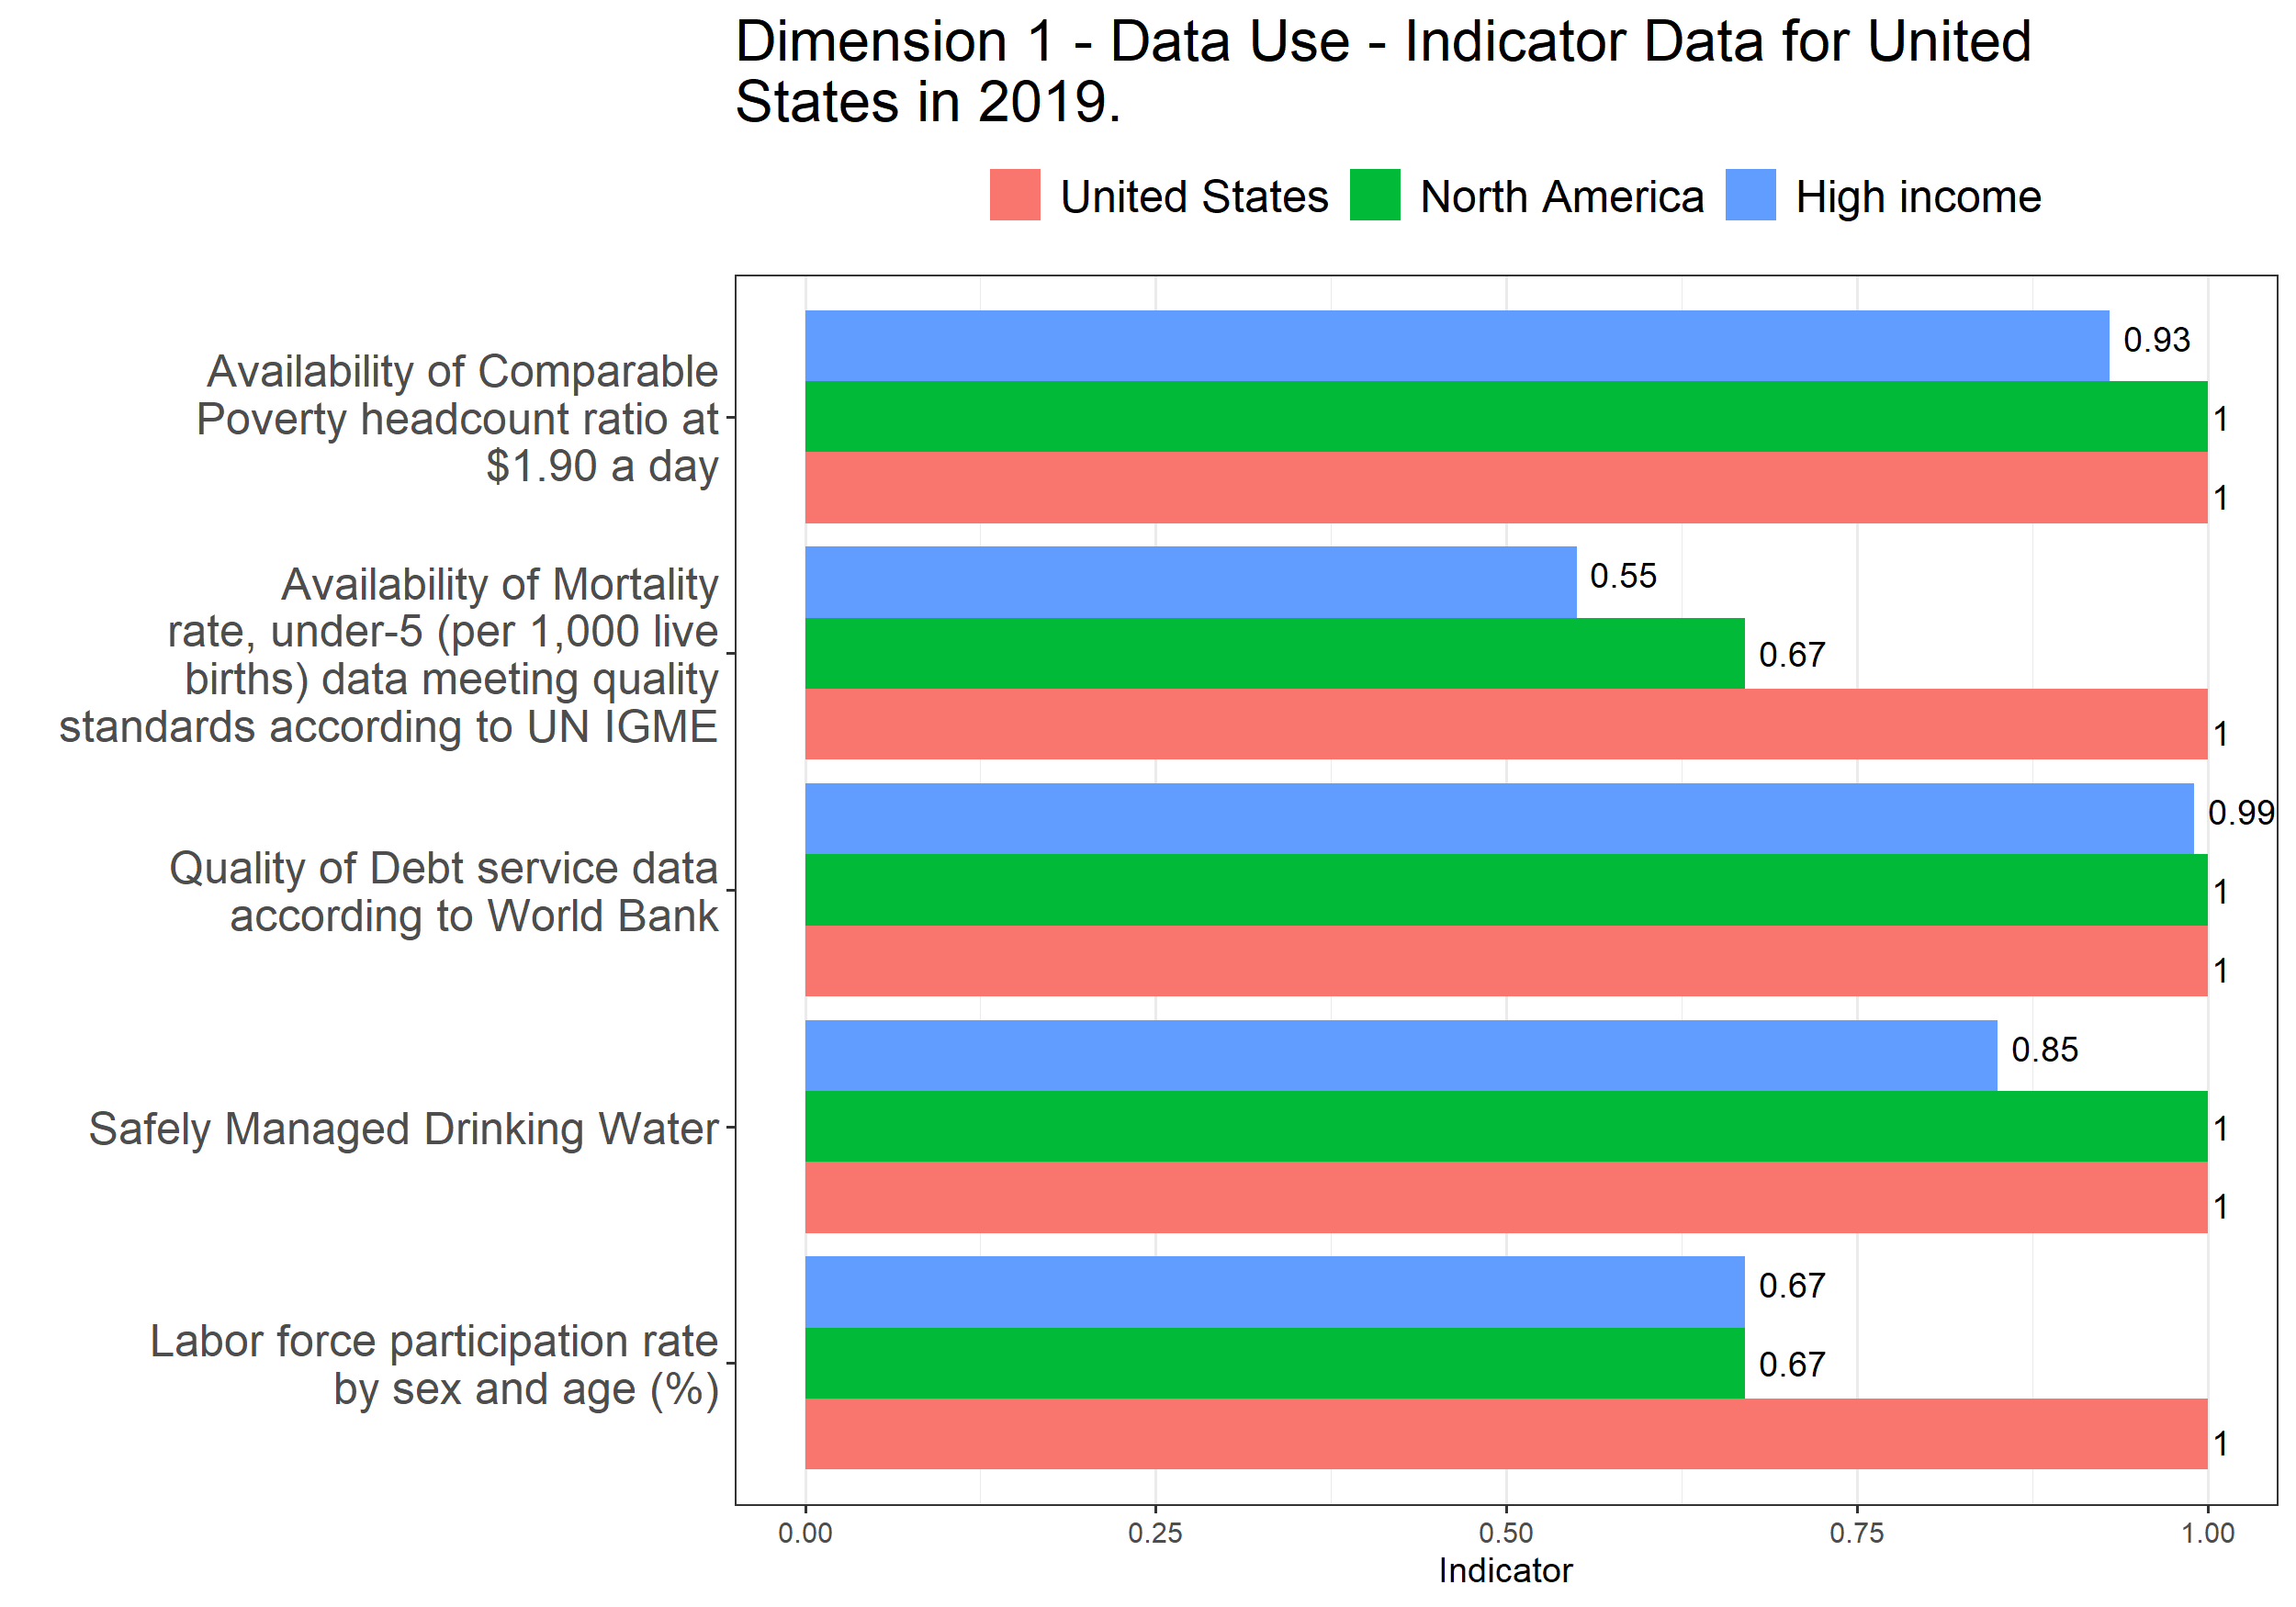 Dimension 1 - Data Use - Indicator Data for United
States in 2019.
United States North America High income
Availability of Comparable
Poverty headcount ratio at
$1.90 a day
0.93
1
1
Availability of Mortality
rate, under-5 (per 1,000 live
births) data meeting quality
standards according to UN IGME
0.55
0.67
1
Quality of Debt service data
according to World Bank
0.99
1
1
Safely Managed Drinking Water
0.85
1
1
Labor force participation rate
by sex and age (%)
0.67
0.67
1
0.00 0.25 0.50 0.75 1.00
Indicator